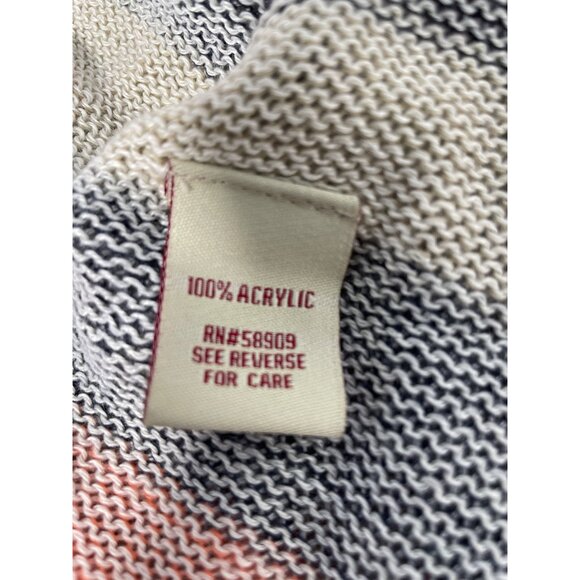 100% ACRYLIC
RN#58909
SEE REVERSE
FOR CARE